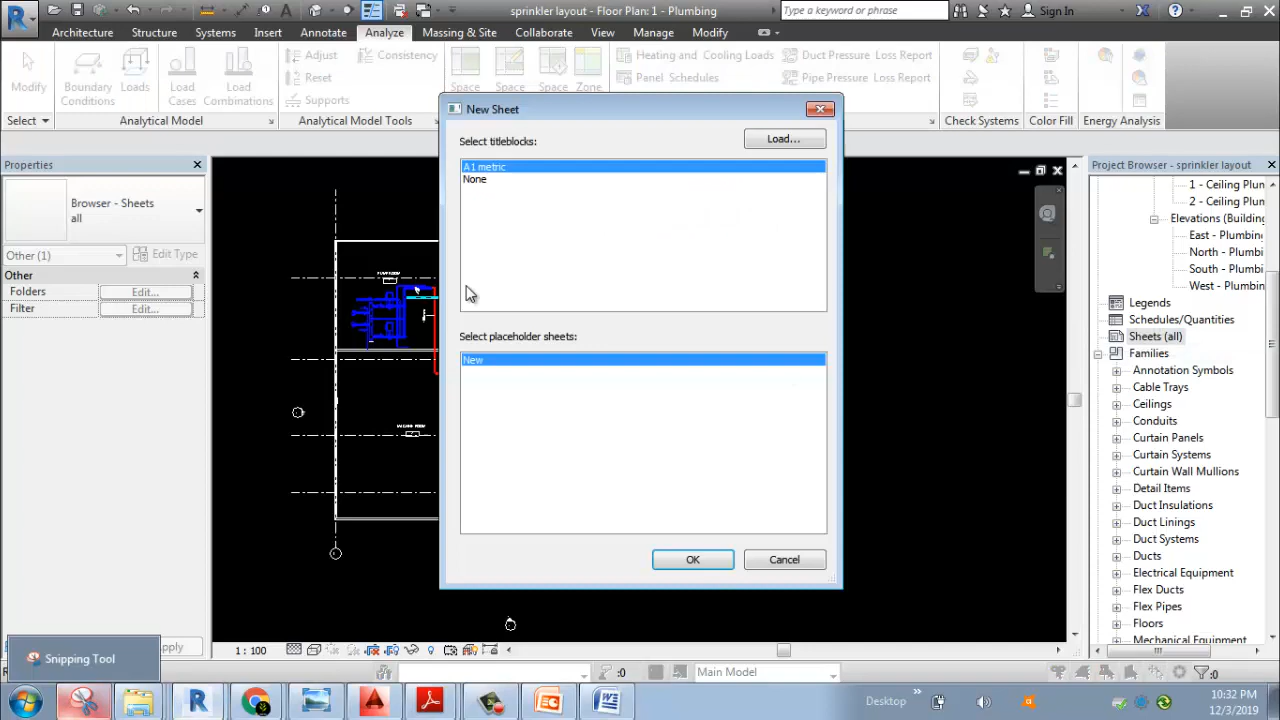 sprinkler layout - Floor Plan: 1 - Plumbing
Type a keyword or phrase
Sign In
Architecture
Structure
Systems
Insert
Annotate
Analyze
Massing & Site
Collaborate
View
Manage
Modify
Modify
Boundary
Conditions
Loads
Load
Cases
Load
Combinations
Adjust
Reset
Supports
Consistency
Space
Space
Space
Zone
Heating and Cooling Loads
Panel Schedules
Duct Pressure Loss Report
Pipe Pressure Loss Report
Select
lytical Model
Analytical Model Tools
Check Systems
Color Fill
Energy Analysis
Properties
Browser - Sheets
all
Other (1)
Edit Type
Other
Folders
Edit...
Filter
Edit...
pply
New Sheet
Select titleblocks:
Load...
A1 metric
None
Select placeholder sheets:
New
OK
Cancel
Project Browser - sprinkler layout
1 - Ceiling Plum
2 - Ceiling Plum
Elevations (Building
East - Plumbin
North - Plumbi
South - Plumbi
West - Plumbin
Legends
Schedules/Quantities
Sheets (all)
Families
Annotation Symbols
Cable Trays
Ceilings
Conduits
Curtain Panels
Curtain Systems
Curtain Wall Mullions
Detail Items
Duct Insulations
Duct Linings
Duct Systems
Ducts
Electrical Equipment
Flex Ducts
Flex Pipes
Floors
Mechanical Equipment
1 : 100
:0
Main Model
:0
Snipping Tool
Desktop
10:32 PM
12/3/2019